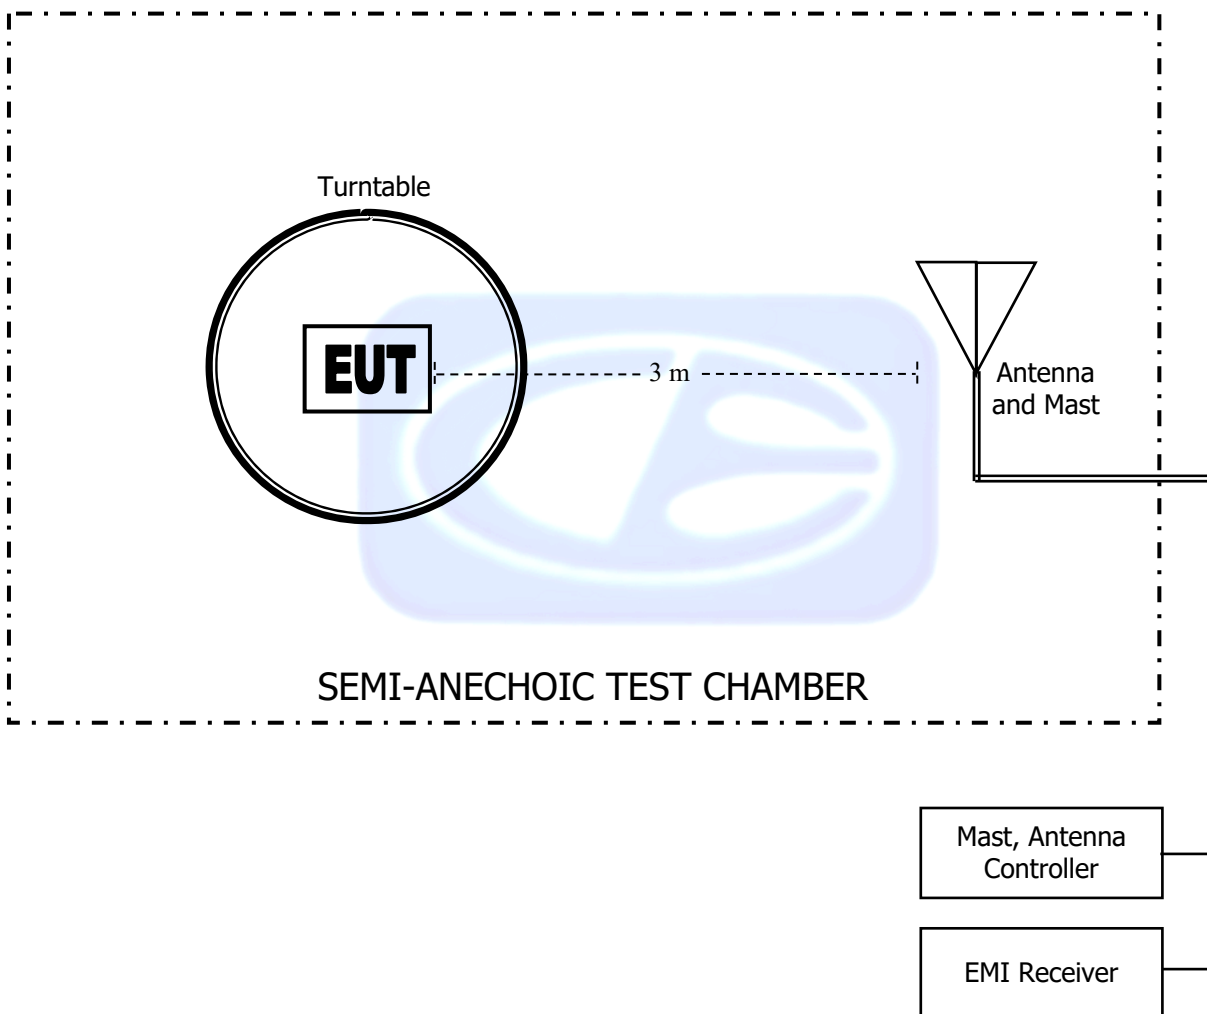 Turntable
EUT
3 m
Antenna
and Mast
SEMI-ANECHOIC TEST CHAMBER
Mast, Antenna
Controller
EMI Receiver